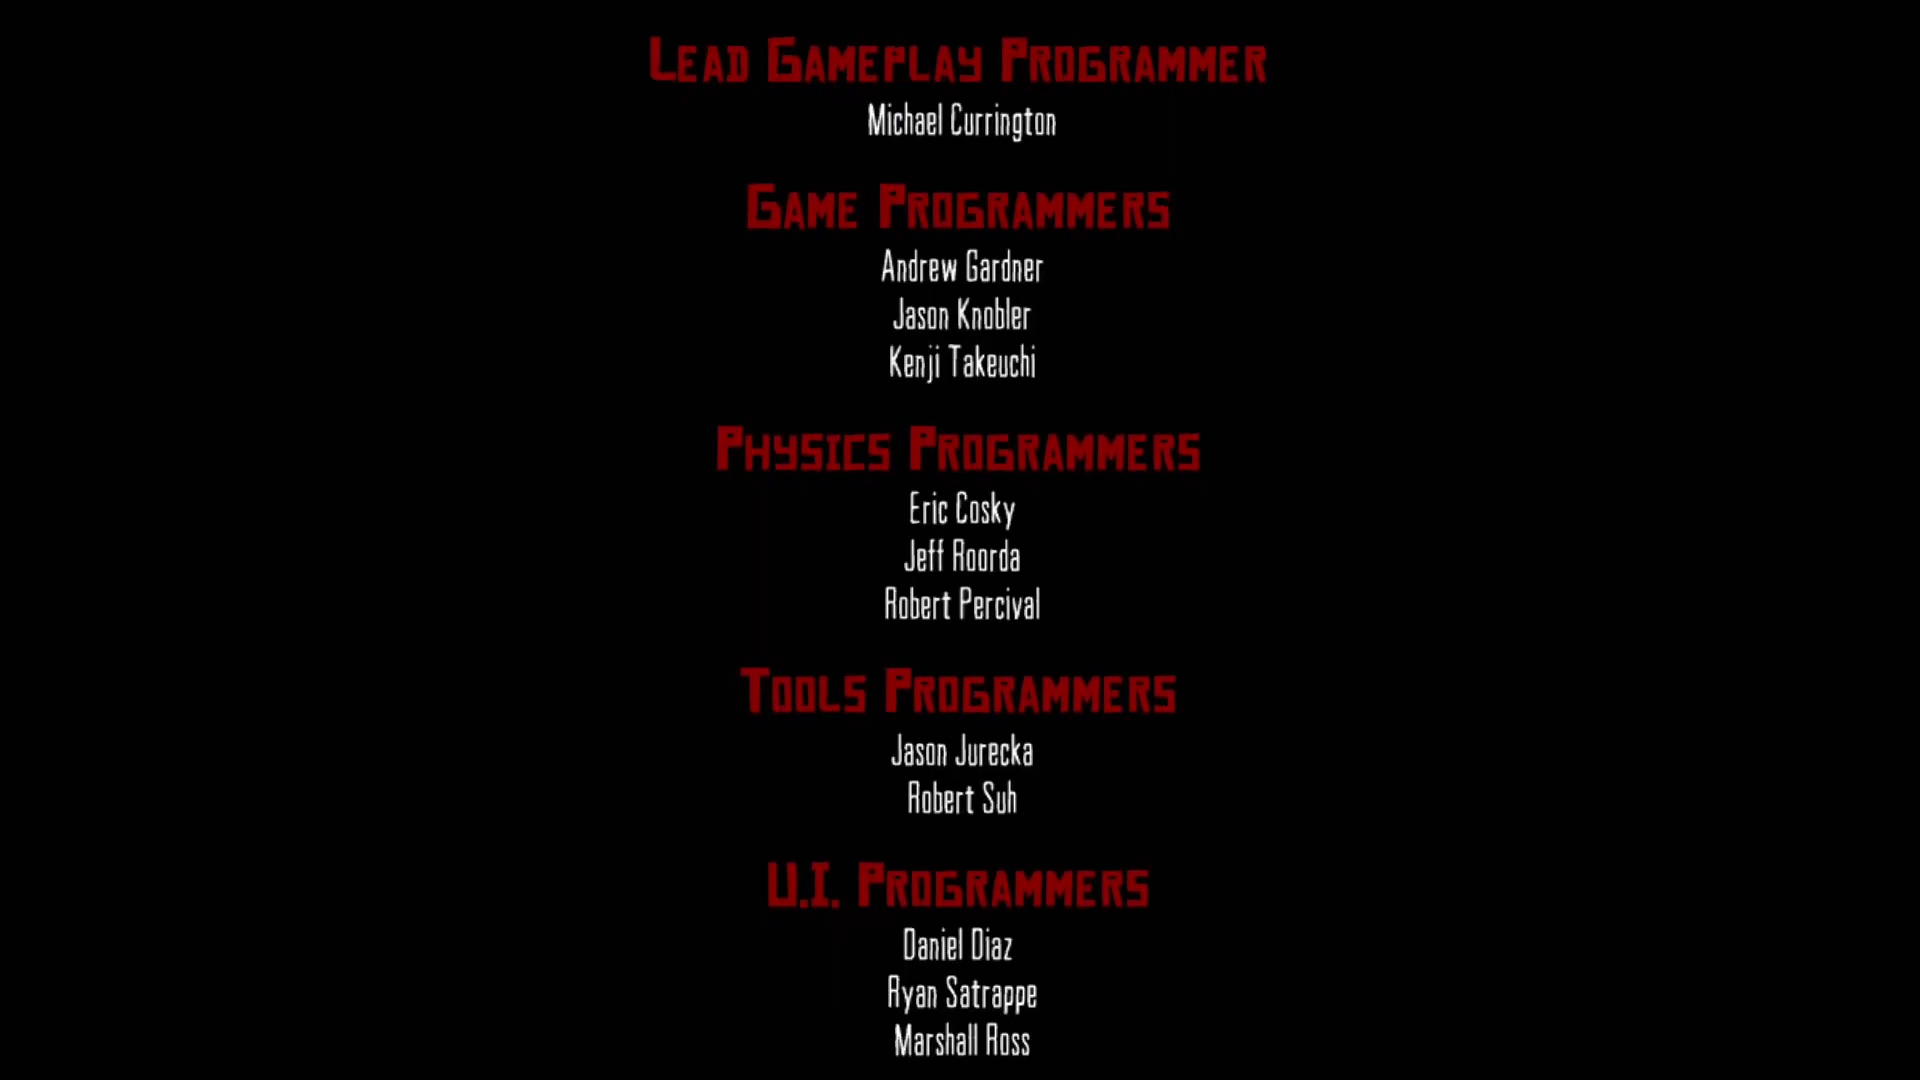 Lead Gameplay Programmer
Michael Currington
Game Programmers
Andrew Gardner
Jason Knobler
Kenji Takeuchi
Physics Programmers
Eric Cosky
Jeff Roorda
Robert Percival
Tools Programmers
Jason Jurecka
Robert Suh
U.I. Programmers
Daniel Diaz
Ryan Satrappe
Marshall Ross